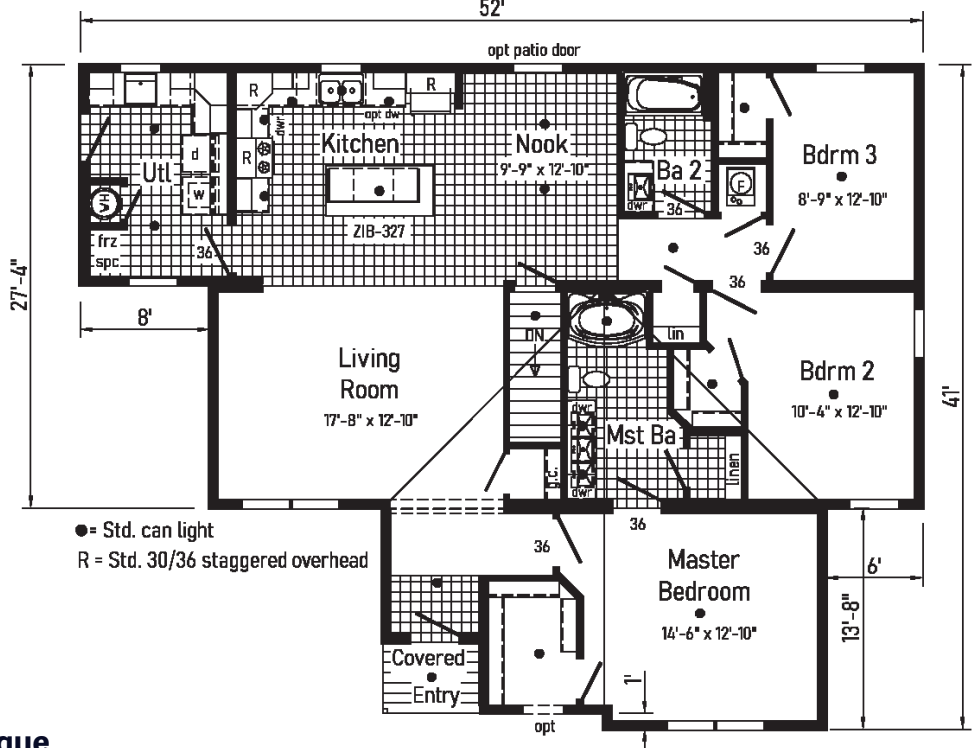 52'
opt patio door
R
R
dwr
opt dw
Kitchen
Nook
9'-9" x 12'-10"
R
d
Utl
w
WH
frz
spc
36
ZIB-327
Ba 2
dwr
36
F
Bdrm 3
8'-9" x 12'-10"
36
36
27'-4"
8'
Living
Room
17'-8" x 12'-10"
DN
lin
Bdrm 2
10'-4" x 12'-10"
41'
dwr
Mst Ba
dwr
g.c.
linen
●= Std. can light
R = Std. 30/36 staggered overhead
36
36
Master
Bedroom
14'-6" x 12'-10"
6'
13'-8"
Covered
Entry
1'
opt
que